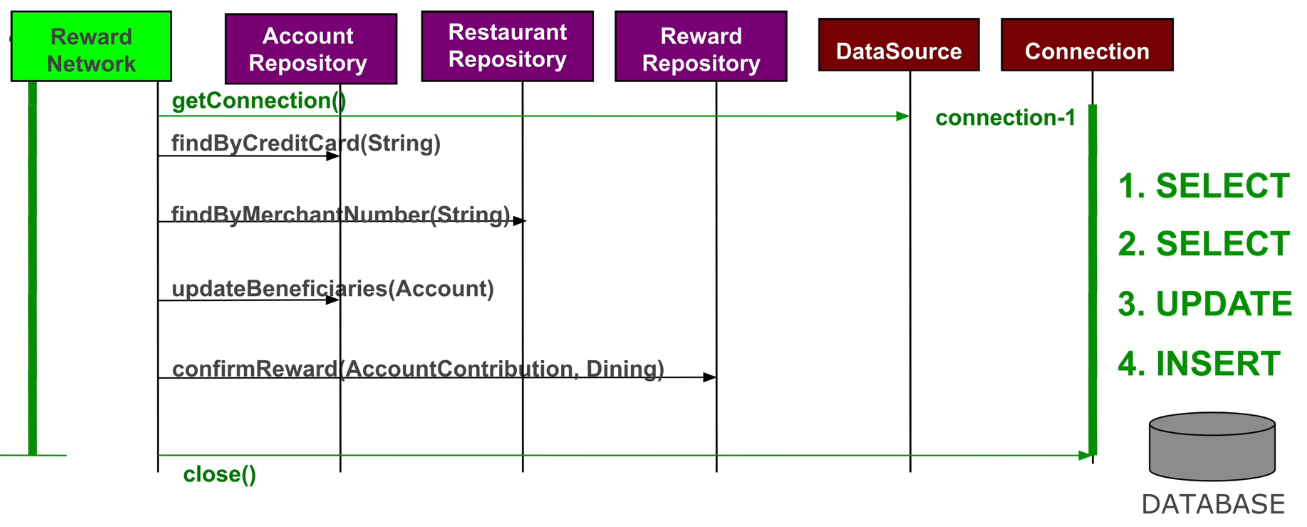 Reward
Network
Account
Repository
Restaurant
Repository
Reward
Repository
DataSource
Connection
getConnection()
connection-1
findByCreditCard(String)
1. SELECT
findByMerchantNumber(String)
2. SELECT
updateBeneficiaries(Account)
3. UPDATE
confirmReward(AccountContribution, Dining)
4. INSERT
close()
DATABASE